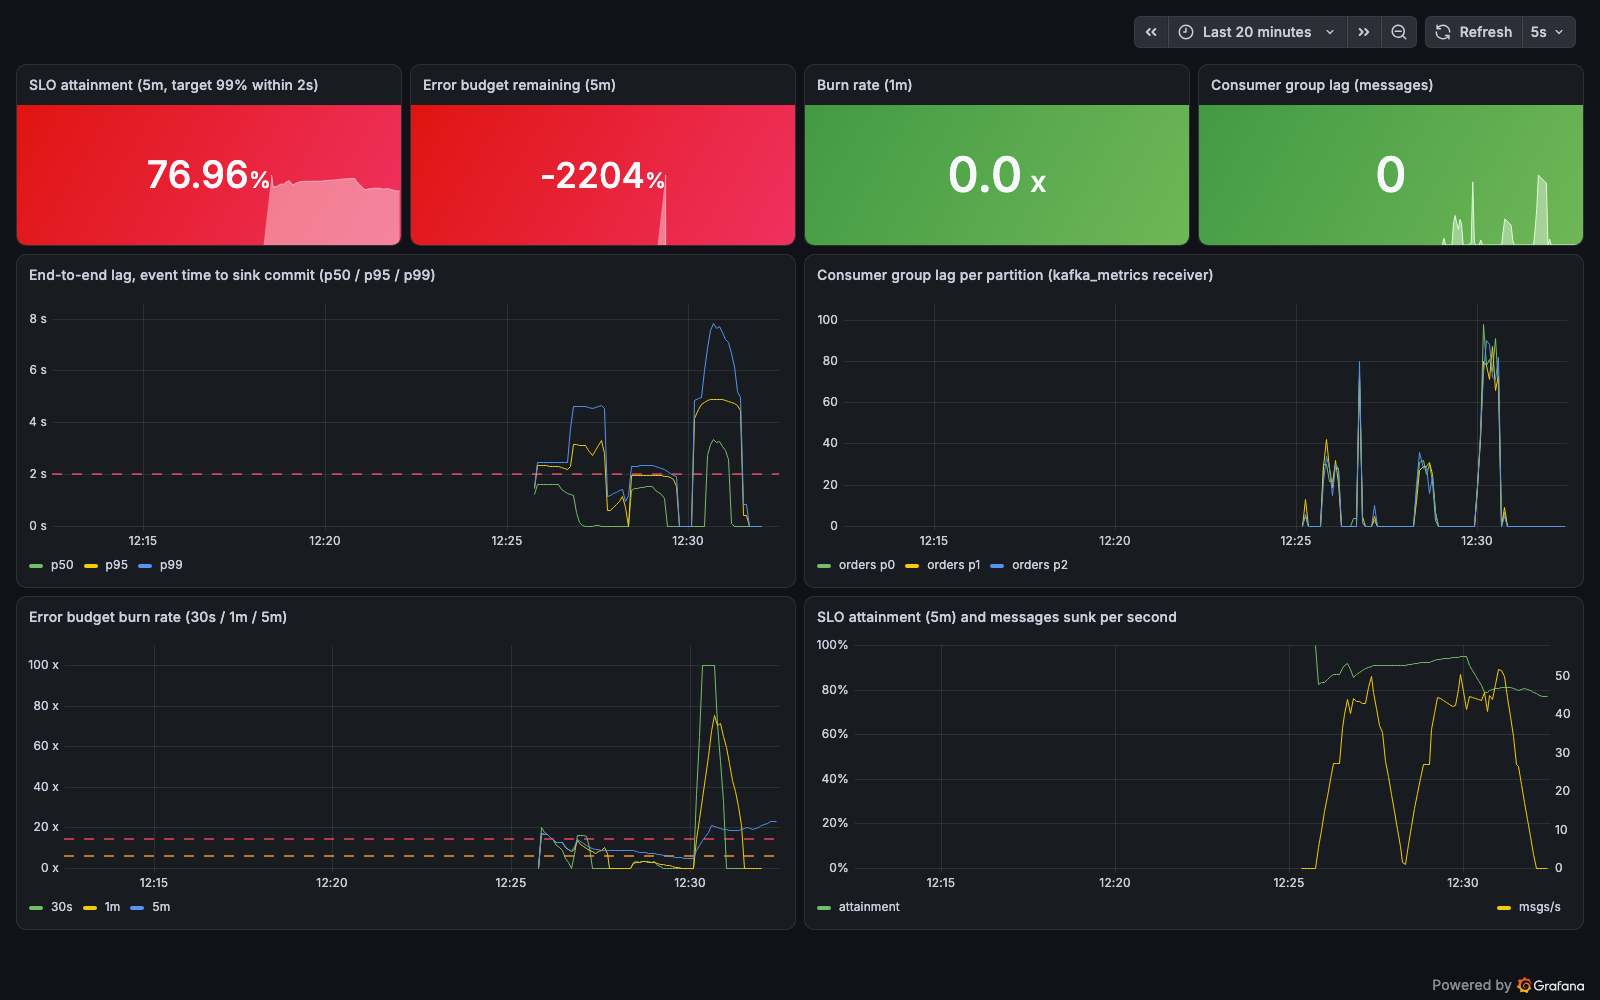 Last 20 minutes
Refresh
5s
SLO attainment (5m, target 99% within 2s)
76.96%
Error budget remaining (5m)
-2204%
Burn rate (1m)
0.0 x
Consumer group lag (messages)
0
End-to-end lag, event time to sink commit (p50 / p95 / p99)
8 s
6 s
4 s
2 s
0 s
12:15 12:20 12:25 12:30
p50 p95 p99
Consumer group lag per partition (kafka_metrics receiver)
100
80
60
40
20
0
12:15 12:20 12:25 12:30
orders p0 orders p1 orders p2
Error budget burn rate (30s / 1m / 5m)
100 x
80 x
60 x
40 x
20 x
0 x
12:15 12:20 12:25 12:30
30s 1m 5m
SLO attainment (5m) and messages sunk per second
100%
80%
60%
40%
20%
0%
50
40
30
20
10
0
12:15 12:20 12:25 12:30
attainment msgs/s
Powered by Grafana